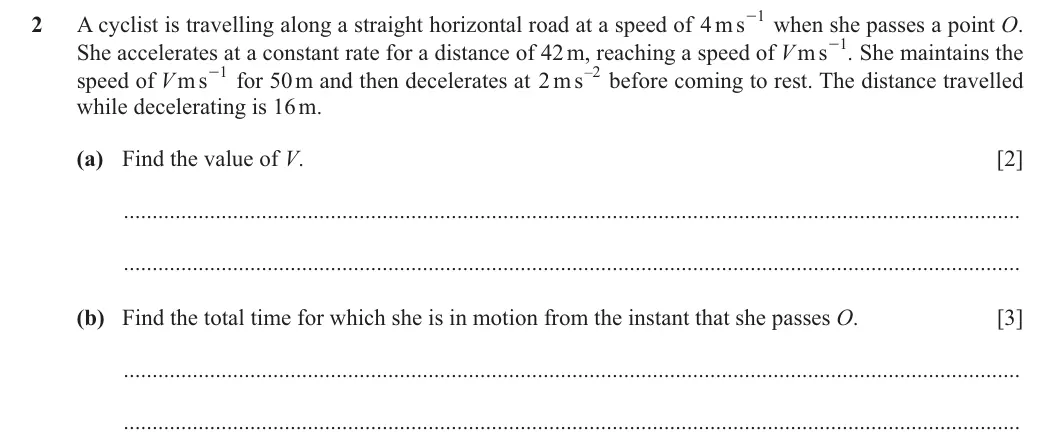 2 A cyclist is travelling along a straight horizontal road at a speed of 4 m s⁻¹ when she passes a point O.
She accelerates at a constant rate for a distance of 42 m, reaching a speed of V m s⁻¹. She maintains the
speed of V m s⁻¹ for 50 m and then decelerates at 2 m s⁻² before coming to rest. The distance travelled
while decelerating is 16 m.
(a) Find the value of V. [2]
(b) Find the total time for which she is in motion from the instant that she passes O. [3]